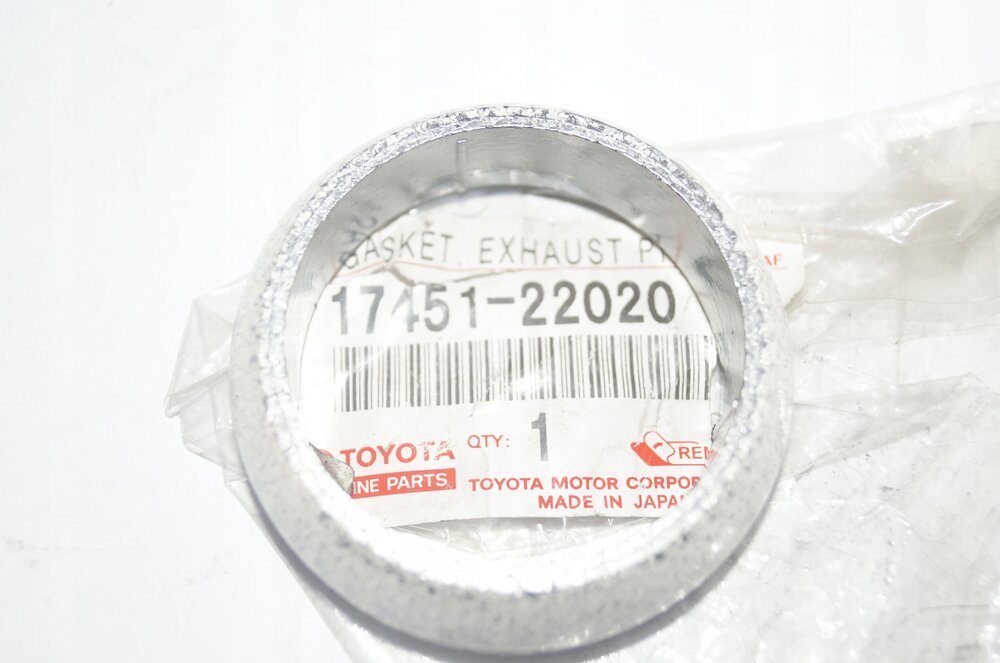 GASKET, EXHAUST PI
17451-22020
TOYOTA QTY: 1
INE PARTS
TOYOTA MOTOR CORPOR
MADE IN JAPAN